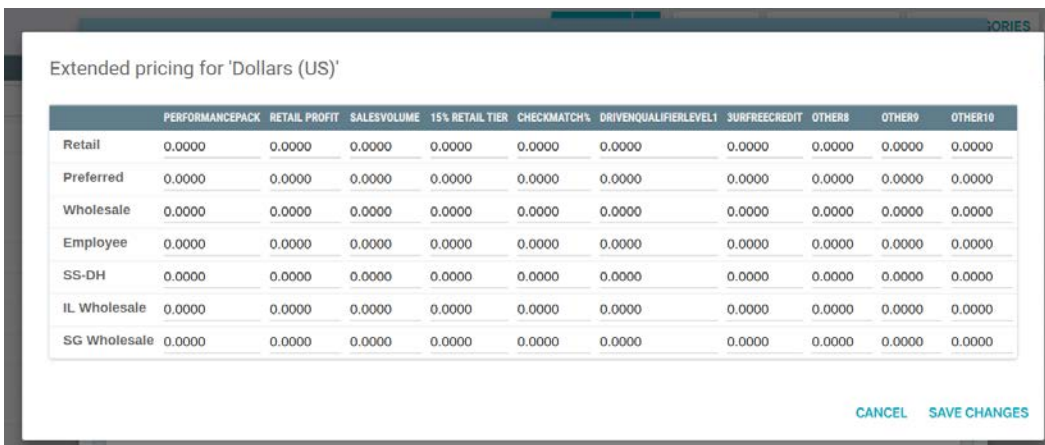 ORIES
Extended pricing for 'Dollars (US)'
PERFORMANCEPACK RETAIL PROFIT SALESVOLUME 15% RETAIL TIER CHECKMATCH% DRIVENQUALIFIERLEVEL1 3URFREECREDIT OTHER8 OTHER9 OTHER10
Retail 0.0000 0.0000 0.0000 0.0000 0.0000 0.0000 0.0000 0.0000 0.0000 0.0000
Preferred 0.0000 0.0000 0.0000 0.0000 0.0000 0.0000 0.0000 0.0000 0.0000 0.0000
Wholesale 0.0000 0.0000 0.0000 0.0000 0.0000 0.0000 0.0000 0.0000 0.0000 0.0000
Employee 0.0000 0.0000 0.0000 0.0000 0.0000 0.0000 0.0000 0.0000 0.0000 0.0000
SS-DH 0.0000 0.0000 0.0000 0.0000 0.0000 0.0000 0.0000 0.0000 0.0000 0.0000
IL Wholesale 0.0000 0.0000 0.0000 0.0000 0.0000 0.0000 0.0000 0.0000 0.0000 0.0000
SG Wholesale 0.0000 0.0000 0.0000 0.0000 0.0000 0.0000 0.0000 0.0000 0.0000 0.0000
CANCEL SAVE CHANGES